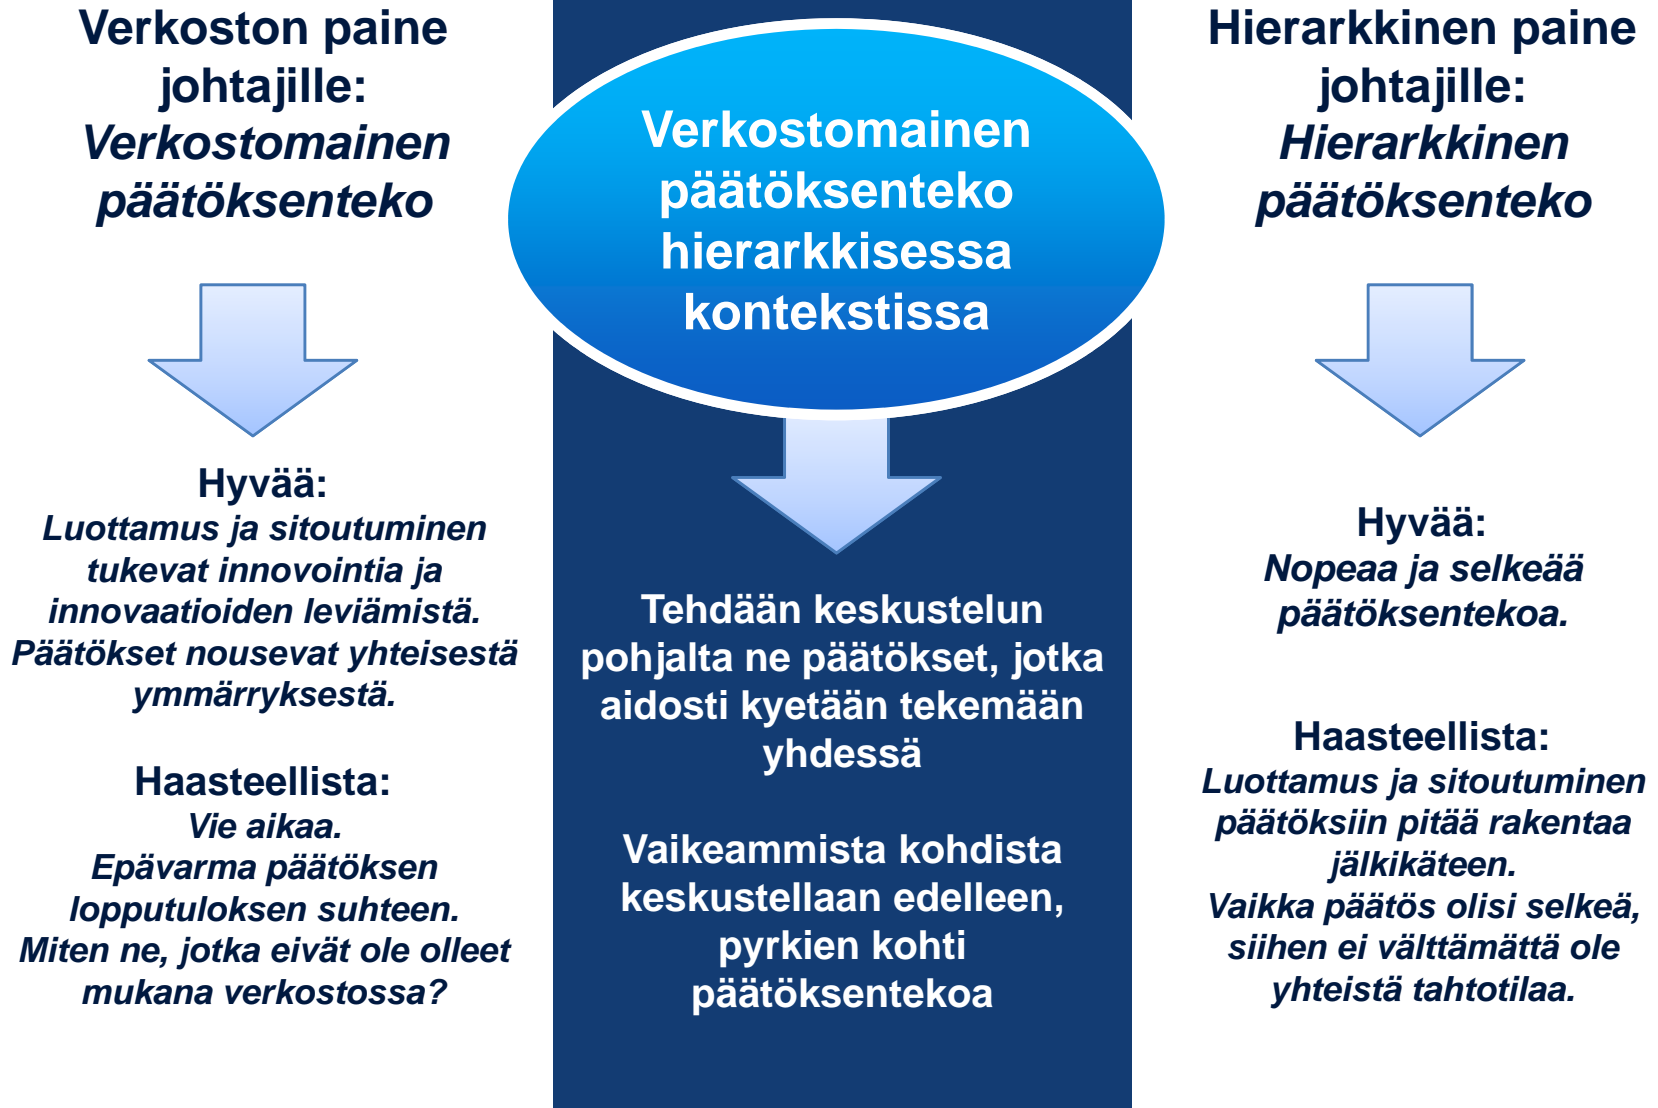 Verkoston paine
johtajille:
Verkostomainen
päätöksenteko
Hyvää:
Luottamus ja sitoutuminen
tukevat innovointia ja
innovaatioiden leviämistä.
Päätökset nousevat yhteisestä
ymmärryksestä.
Haasteellista:
Vie aikaa.
Epävarma päätöksen
lopputuloksen suhteen.
Miten ne, jotka eivät ole olleet
mukana verkostossa?
Verkostomainen
päätöksenteko
hierarkkisessa
kontekstissa
Tehdään keskustelun
pohjalta ne päätökset, jotka
aidosti kyetään tekemään
yhdessä
Vaikeammista kohdista
keskustellaan edelleen,
pyrkien kohti
päätöksentekoa
Hierarkkinen paine
johtajille:
Hierarkkinen
päätöksenteko
Hyvää:
Nopeaa ja selkeää
päätöksentekoa.
Haasteellista:
Luottamus ja sitoutuminen
päätöksiin pitää rakentaa
jälkikäteen.
Vaikka päätös olisi selkeä,
siihen ei välttämättä ole
yhteistä tahtotilaa.